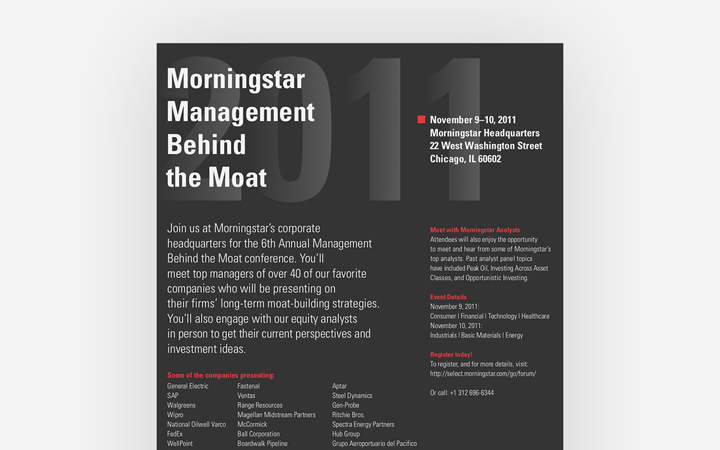 2011
Morningstar
Management
Behind
the Moat
November 9–10, 2011
Morningstar Headquarters
22 West Washington Street
Chicago, IL 60602
Join us at Morningstar’s corporate
headquarters for the 6th Annual Management
Behind the Moat conference. You’ll
meet top managers of over 40 of our favorite
companies who will be presenting on
their firms’ long-term moat-building strategies.
You’ll also engage with our equity analysts
in person to get their current perspectives and
investment ideas.
Meet with Morningstar Analysts
Attendees will also enjoy the opportunity
to meet and hear from some of Morningstar’s
top analysts. Past analyst panel topics
have included Peak Oil, Investing Across Asset
Classes, and Opportunistic Investing.
Event Details
November 9, 2011:
Consumer | Financial | Technology | Healthcare
November 10, 2011:
Industrials | Basic Materials | Energy
Register today!
To register, and for more details, visit:
http://select.morningstar.com/go/forum/
Or call: +1 312 696-6344
Some of the companies presenting:
General Electric
SAP
Walgreens
Wipro
National Oilwell Varco
FedEx
WellPoint
Fastenal
Ventas
Range Resources
Magellan Midstream Partners
McCormick
Ball Corporation
Boardwalk Pipeline
Aptar
Steel Dynamics
Gen-Probe
Ritchie Bros.
Spectra Energy Partners
Hub Group
Grupo Aeroportuario del Pacifico